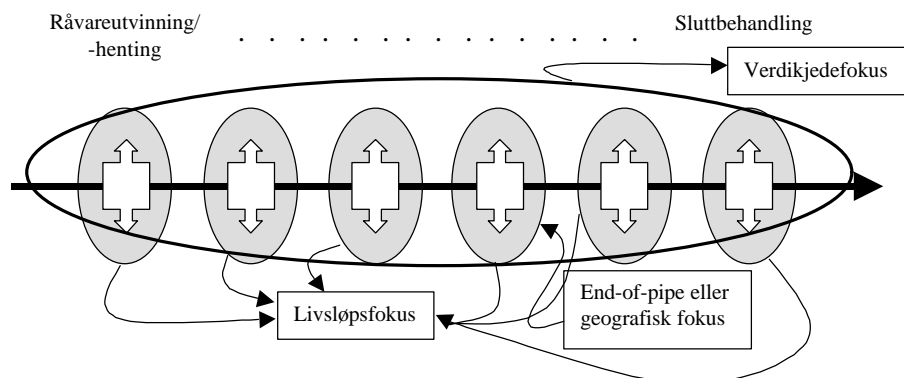 Råvareutvinning/
-henting
. . . . . . . . . . . . . . .
Sluttbehandling
Verdikjedefokus
Livsløpsfokus
End-of-pipe eller
geografisk fokus